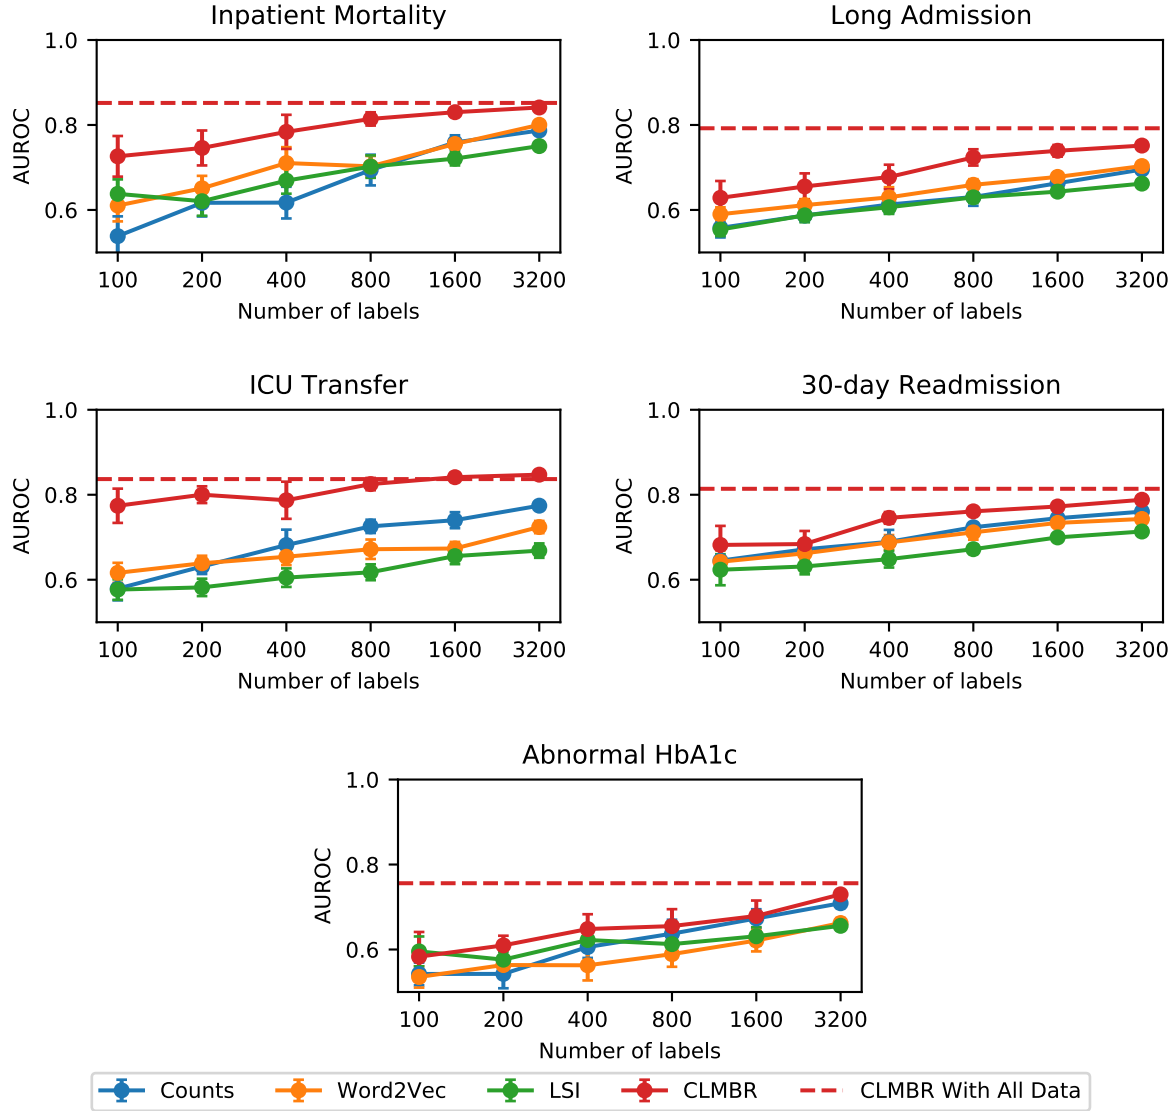 Inpatient Mortality
1.0
0.8
0.6
AUROC
100 200 400 800 1600 3200
Number of labels
Long Admission
1.0
0.8
0.6
AUROC
100 200 400 800 1600 3200
Number of labels
ICU Transfer
1.0
0.8
0.6
AUROC
100 200 400 800 1600 3200
Number of labels
30-day Readmission
1.0
0.8
0.6
AUROC
100 200 400 800 1600 3200
Number of labels
Abnormal HbA1c
1.0
0.8
0.6
AUROC
100 200 400 800 1600 3200
Number of labels
Counts Word2Vec LSI CLMBR CLMBR With All Data